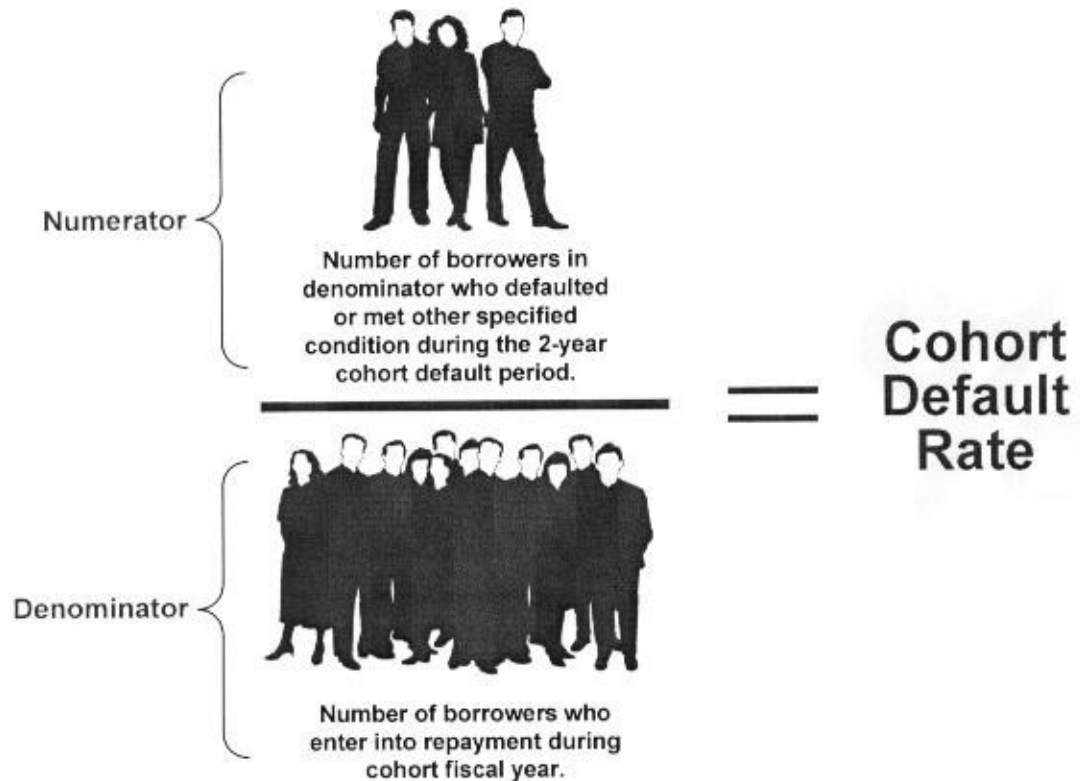 Numerator
Number of borrowers in
denominator who defaulted
or met other specified
condition during the 2-year
cohort default period.
Cohort
Default
Rate
Denominator
Number of borrowers who
enter into repayment during
cohort fiscal year.